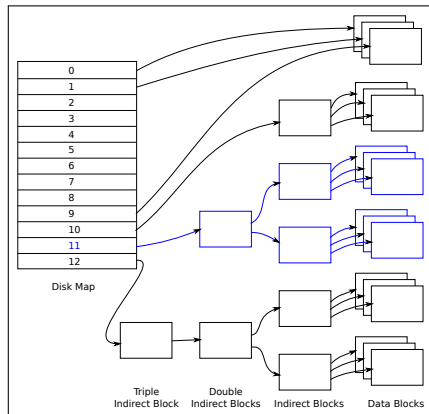 0
1
2
3
4
5
6
7
8
9
10
11
12
Disk Map
Triple
Indirect Block
Double
Indirect Blocks
Indirect Blocks
Data Blocks